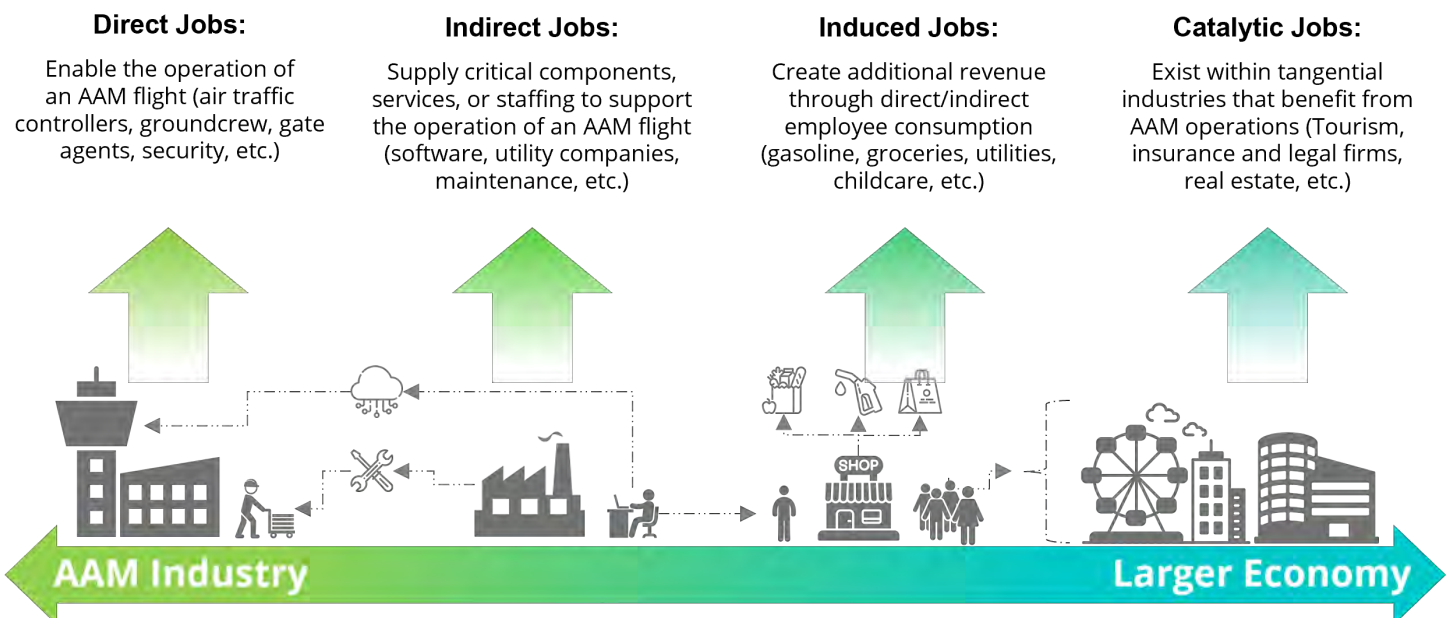 Direct Jobs:
Enable the operation of
an AAM flight (air traffic
controllers, groundcrew, gate
agents, security, etc.)
Indirect Jobs:
Supply critical components,
services, or staffing to support
the operation of an AAM flight
(software, utility companies,
maintenance, etc.)
Induced Jobs:
Create additional revenue
through direct/indirect
employee consumption
(gasoline, groceries, utilities,
childcare, etc.)
Catalytic Jobs:
Exist within tangential
industries that benefit from
AAM operations (Tourism,
insurance and legal firms,
real estate, etc.)
SHOP
AAM Industry
Larger Economy